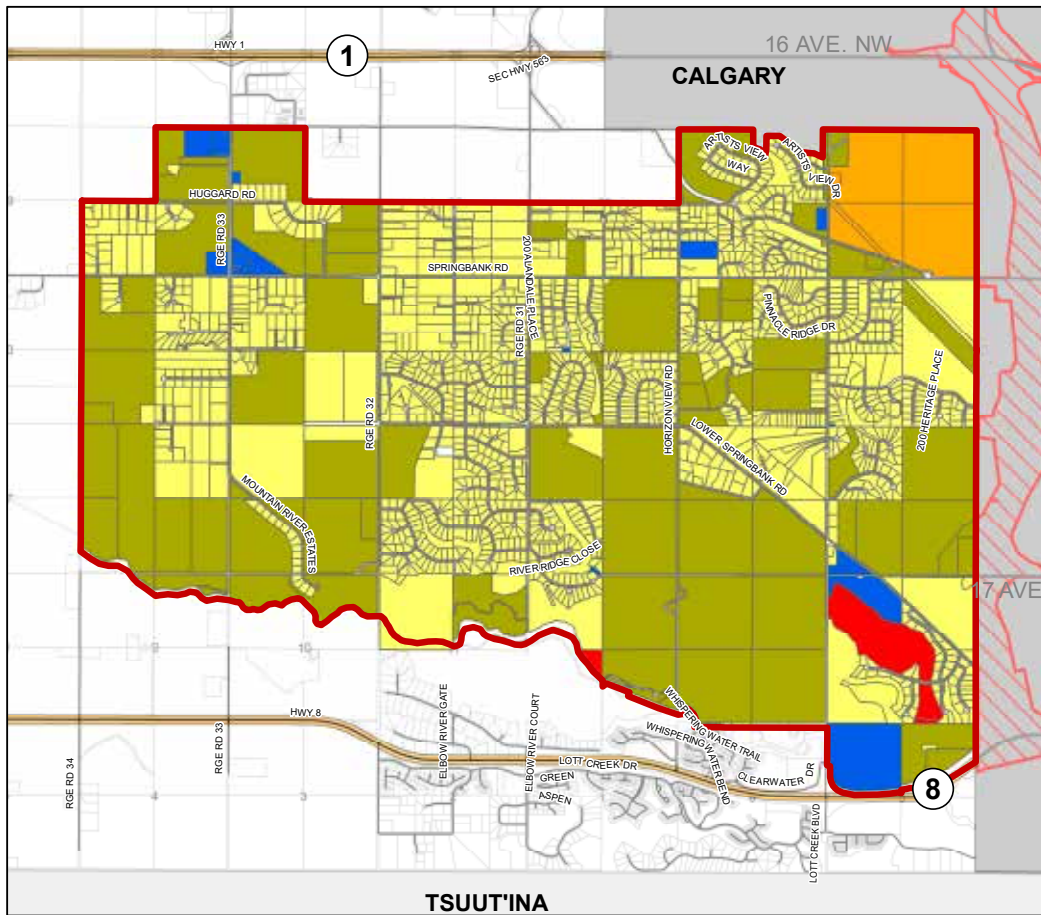 HWY 1
1
16 AVE. NW
SEC HWY 563
CALGARY
ARTISTS VIEW
WAY
ARTISTS VIEW DR
HUGGARD RD
RGE RD 33
SPRINGBANK RD
200 ALANDALE PLACE
RGE RD 31
PINNACLE RIDGE DR
HORIZON VIEW RD
200 HERITAGE PLACE
RGE RD 32
LOWER SPRINGBANK RD
MOUNTAIN RIVER ESTATES
RIVER RIDGE CLOSE
17 AVE
10
HWY 8
RGE RD 33
RGE RD 34
ELBOW RIVER GATE
ELBOW RIVER COURT
WHISPERING WATER TRAIL
WHISPERING WATER BEND
LOTT CREEK DR
GREEN
ASPEN
CLEARWATER DR
8
4
LOTT CREEK BLVD
TSUUT'INA